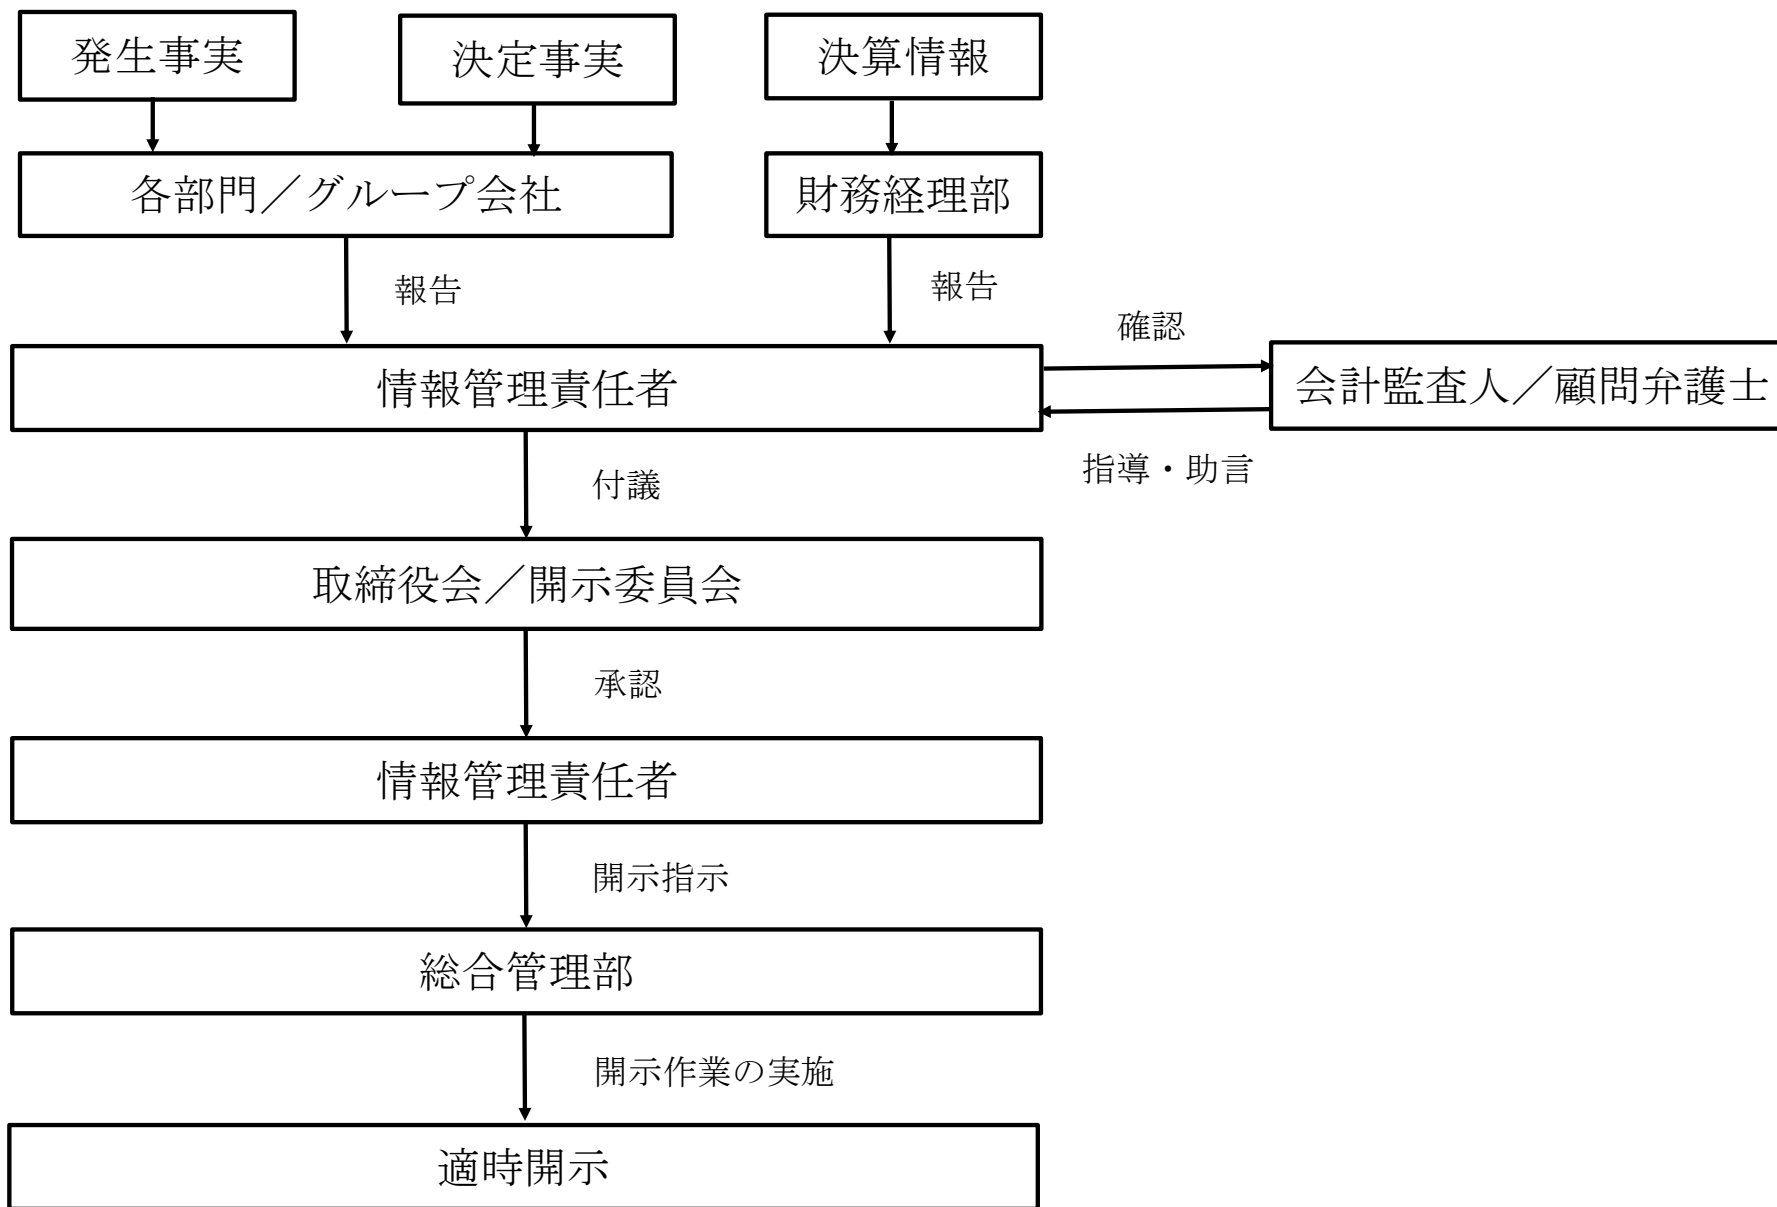 発生事実
決定事実
決算情報
各部門／グループ会社
財務経理部
報告
報告
確認
情報管理責任者
会計監査人／顧問弁護士
指導・助言
付議
取締役会／開示委員会
承認
情報管理責任者
開示指示
総合管理部
開示作業の実施
適時開示